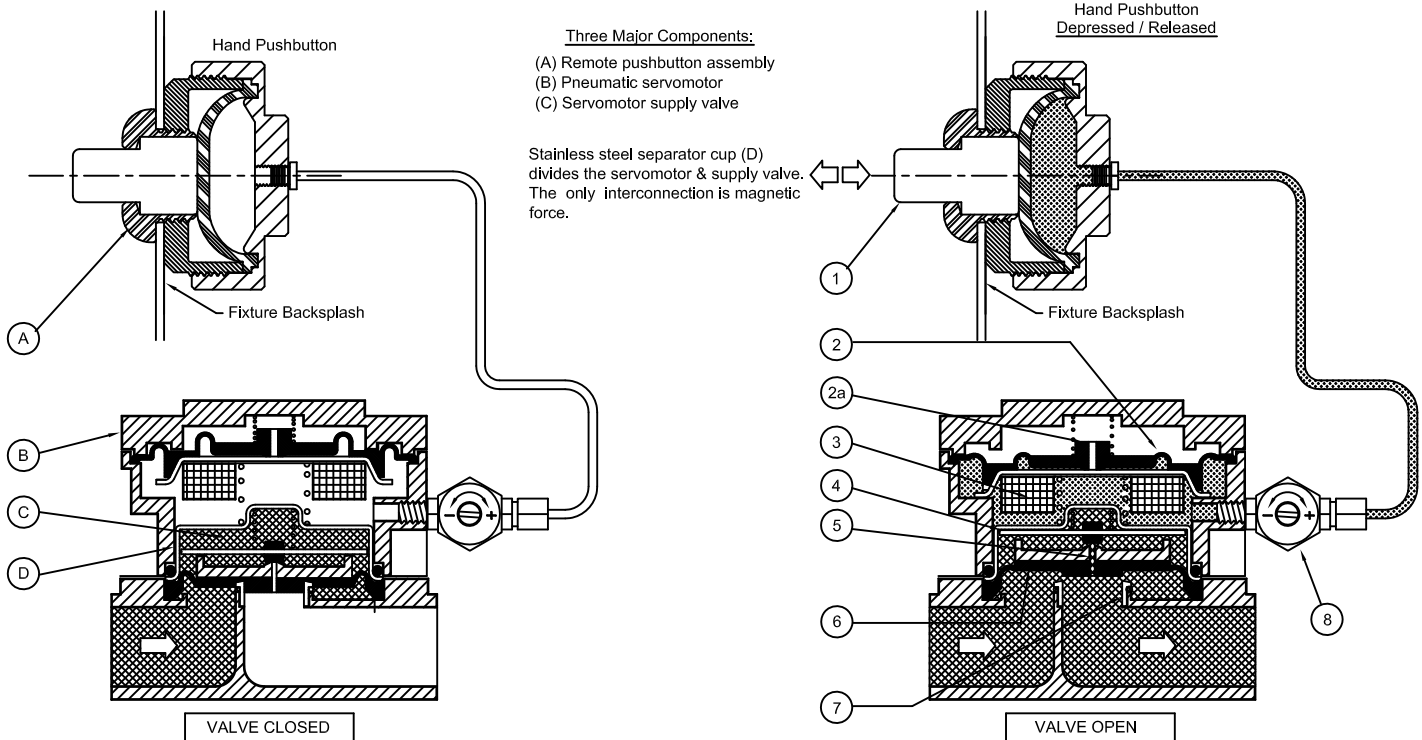 Hand Pushbutton
Three Major Components:
(A) Remote pushbutton assembly
(B) Pneumatic servomotor
(C) Servomotor supply valve
Stainless steel separator cup (D)
divides the servomotor & supply valve.
The only interconnection is magnetic
force.
Fixture Backsplash
A
B
C
D
- +
VALVE CLOSED
Hand Pushbutton
Depressed / Released
1
Fixture Backsplash
2
2a
3
4
5
6
7
- +
8
VALVE OPEN